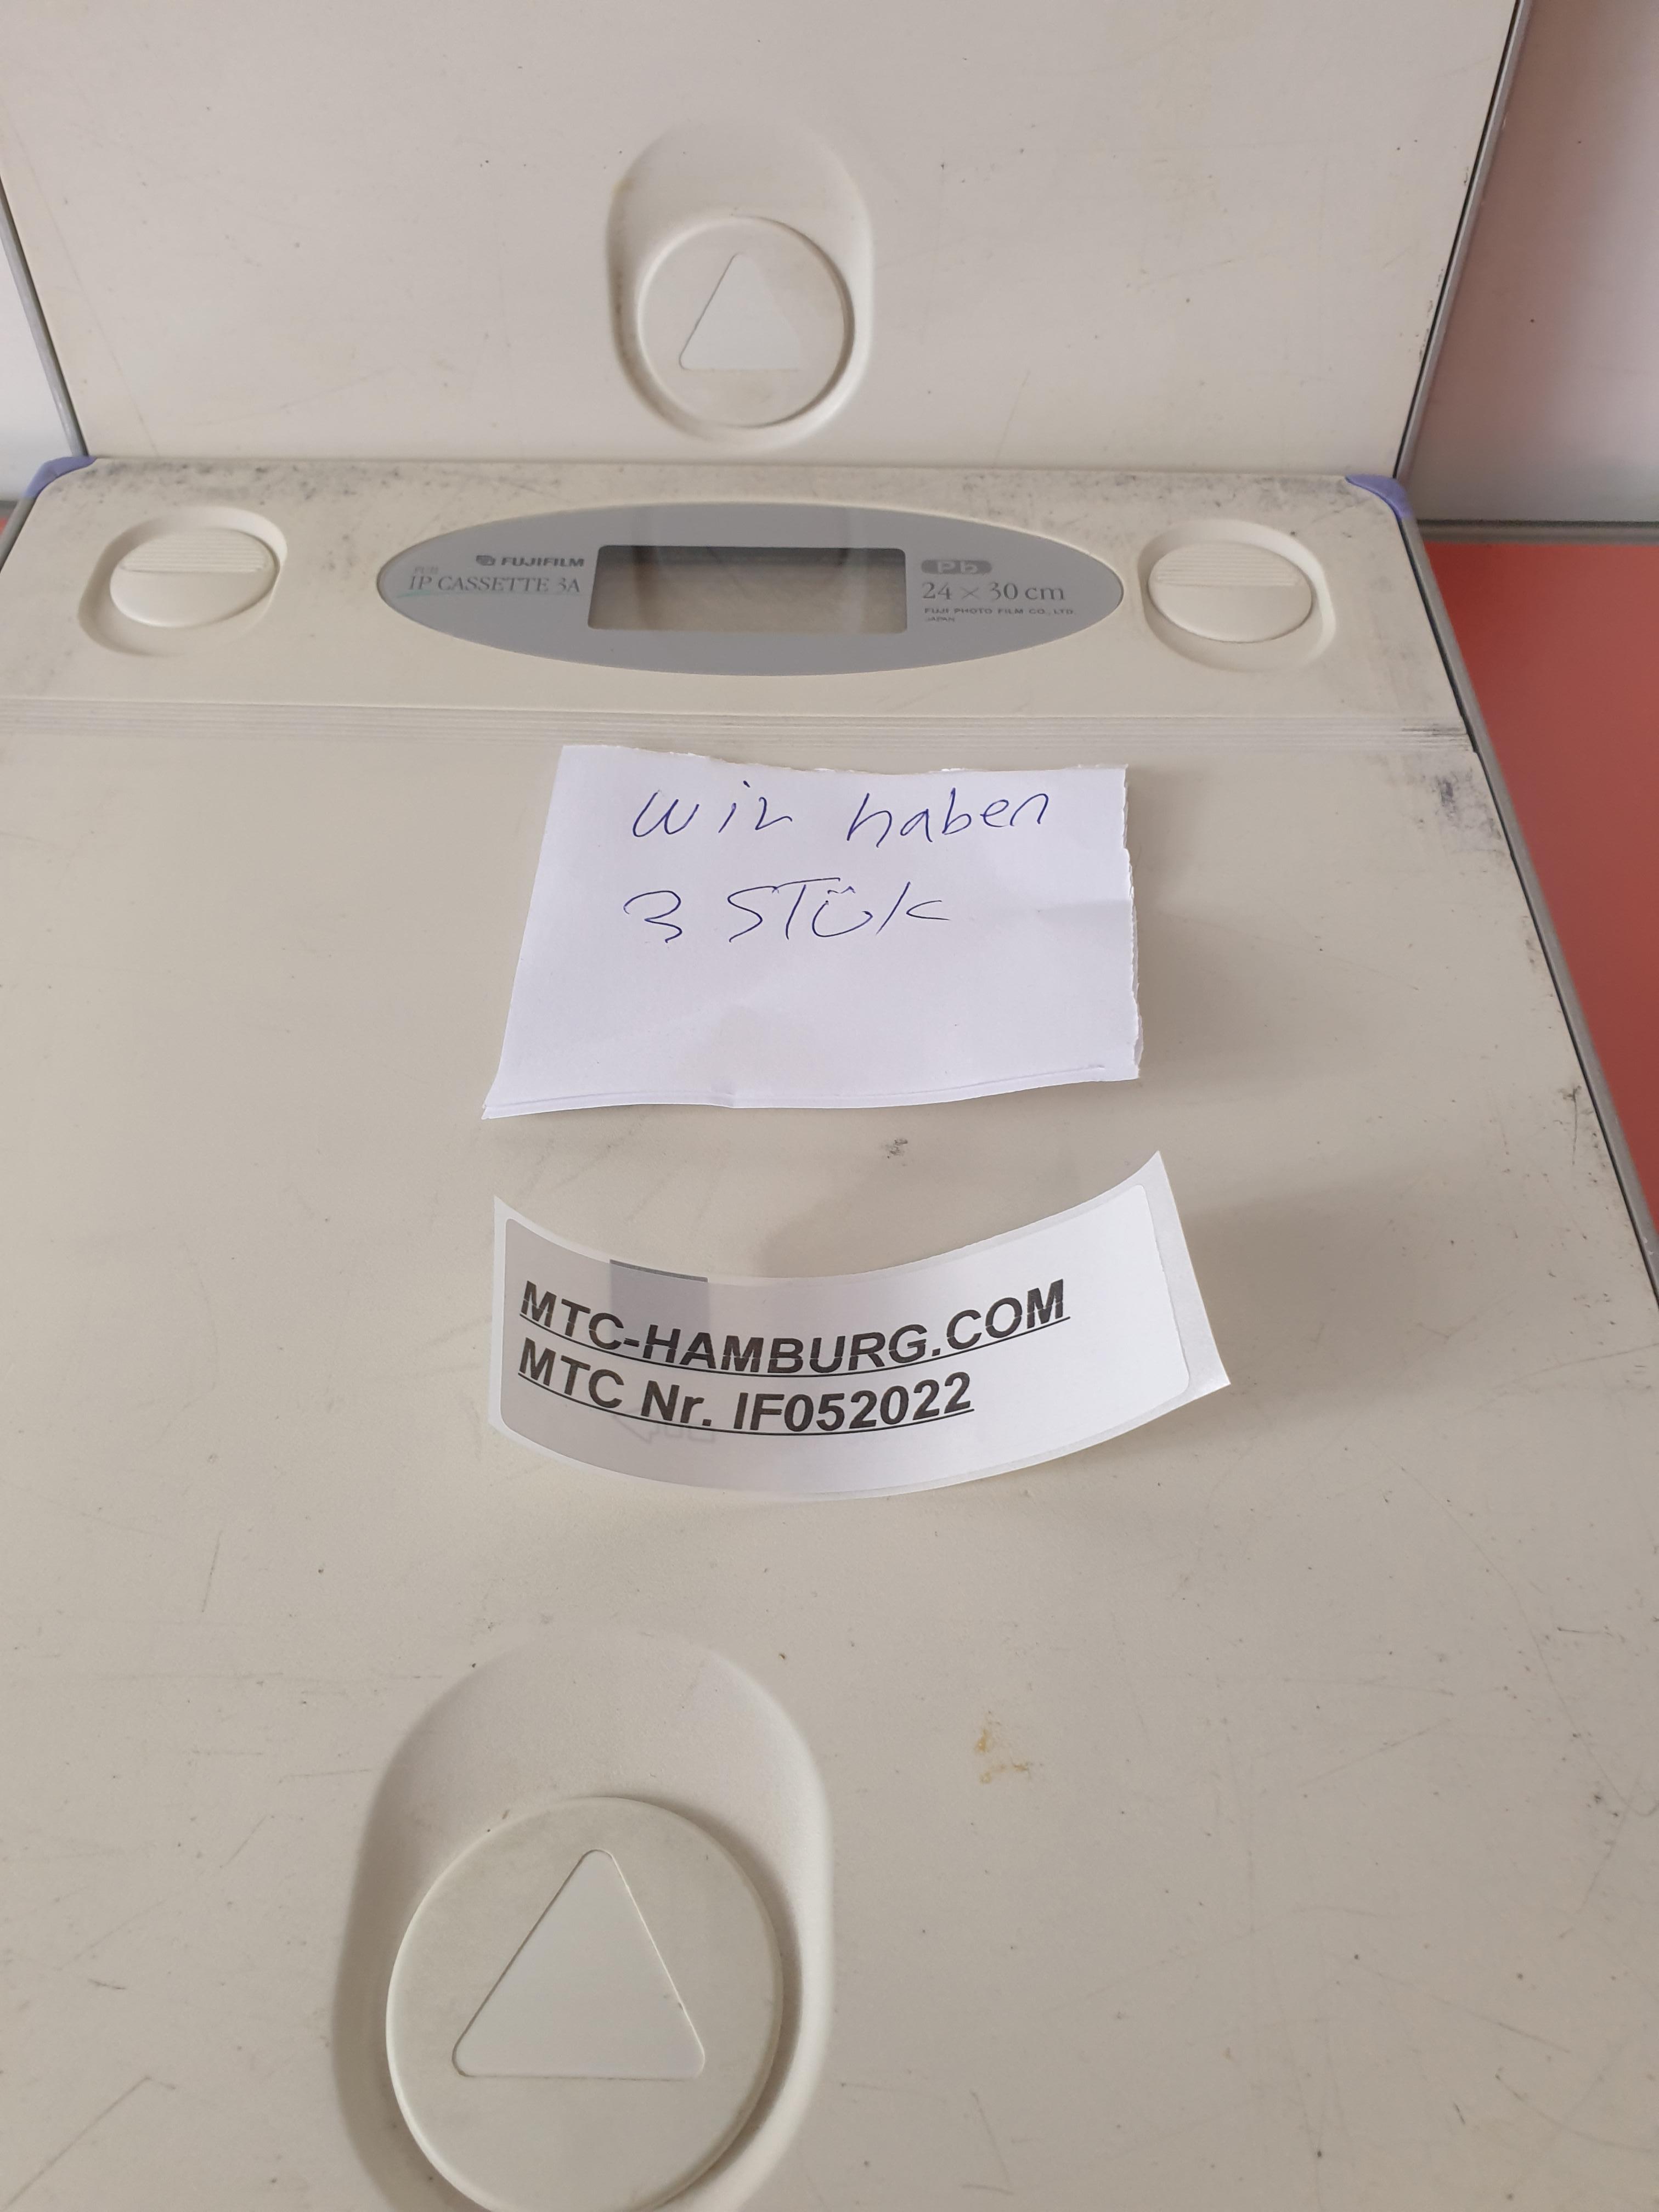 FUJIFILM
FUJI
IP CASSETTE 3A
Pb
24 × 30 cm
FUJI PHOTO FILM CO., LTD.
JAPAN
Wir haben
3 STÜK
MTC-HAMBURG.COM
MTC Nr. IF052022